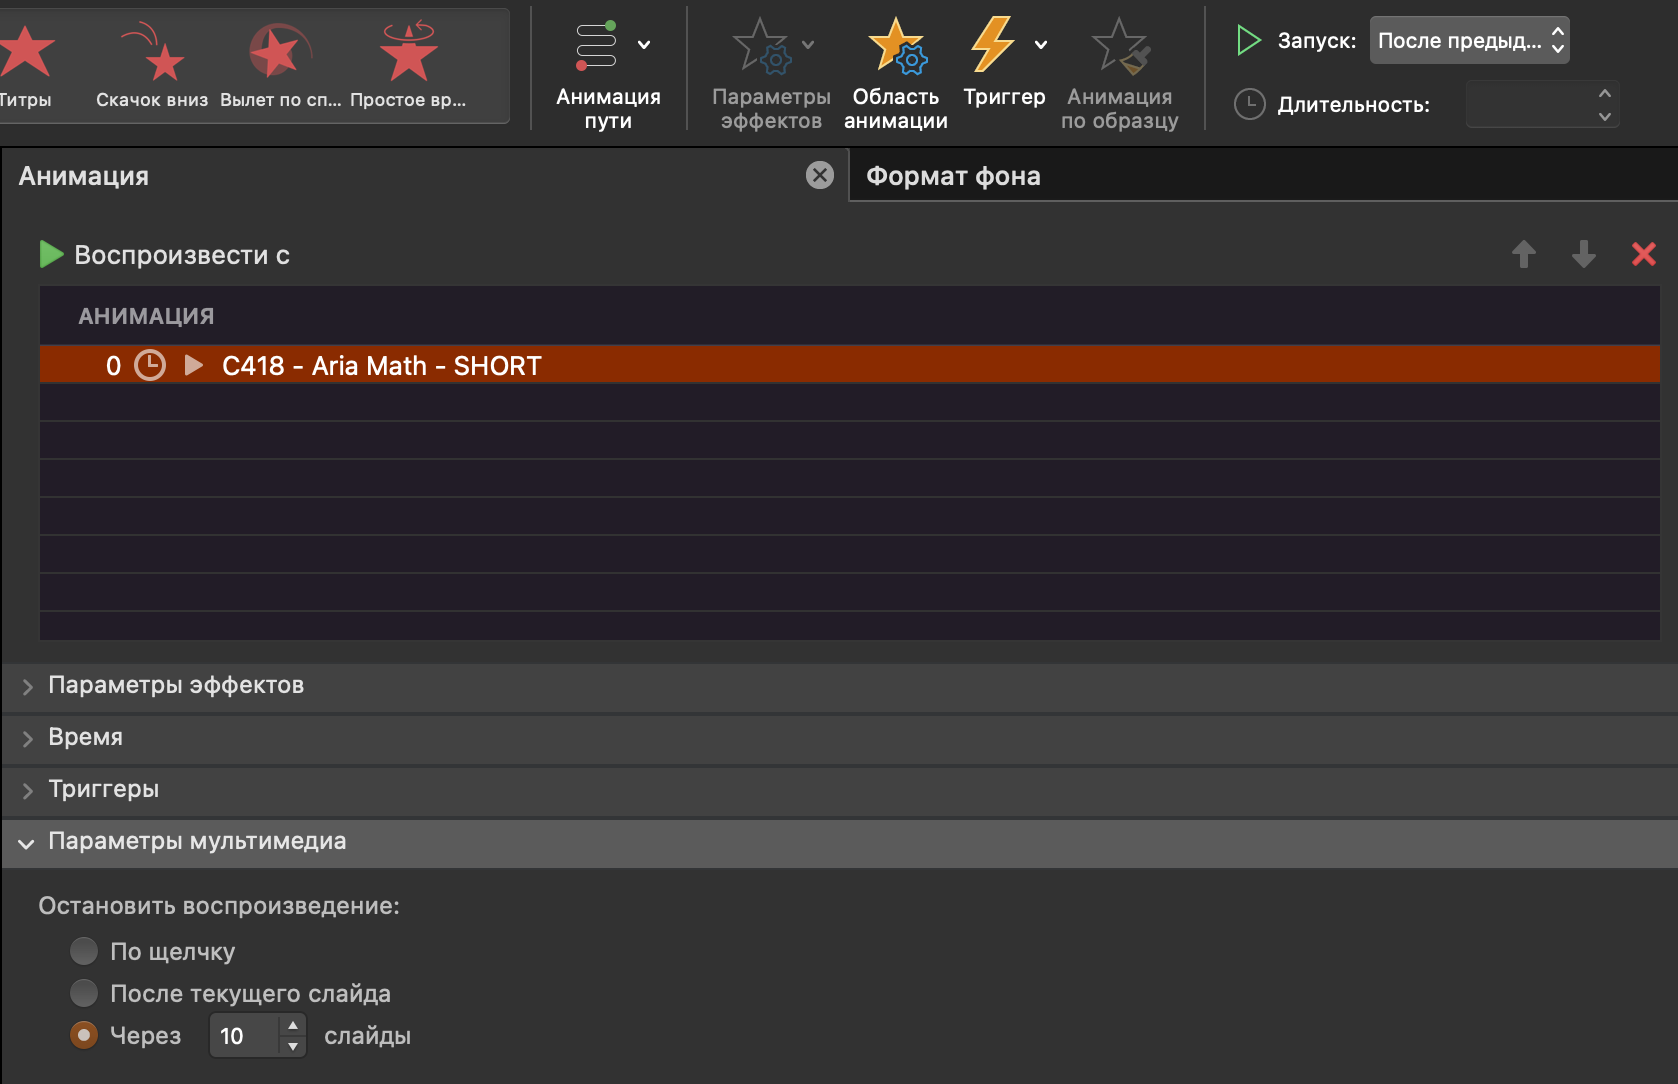 Титры
Скачок вниз
Вылет по сп...
Простое вр...
Анимация
пути
Параметры
эффектов
Область
анимации
Триггер
Анимация
по образцу
Запуск:
После предыд...
Длительность:
Анимация
Формат фона
Воспроизвести с
АНИМАЦИЯ
0 C418 - Aria Math - SHORT
Параметры эффектов
Время
Триггеры
Параметры мультимедиа
Остановить воспроизведение:
По щелчку
После текущего слайда
Через 10 слайды